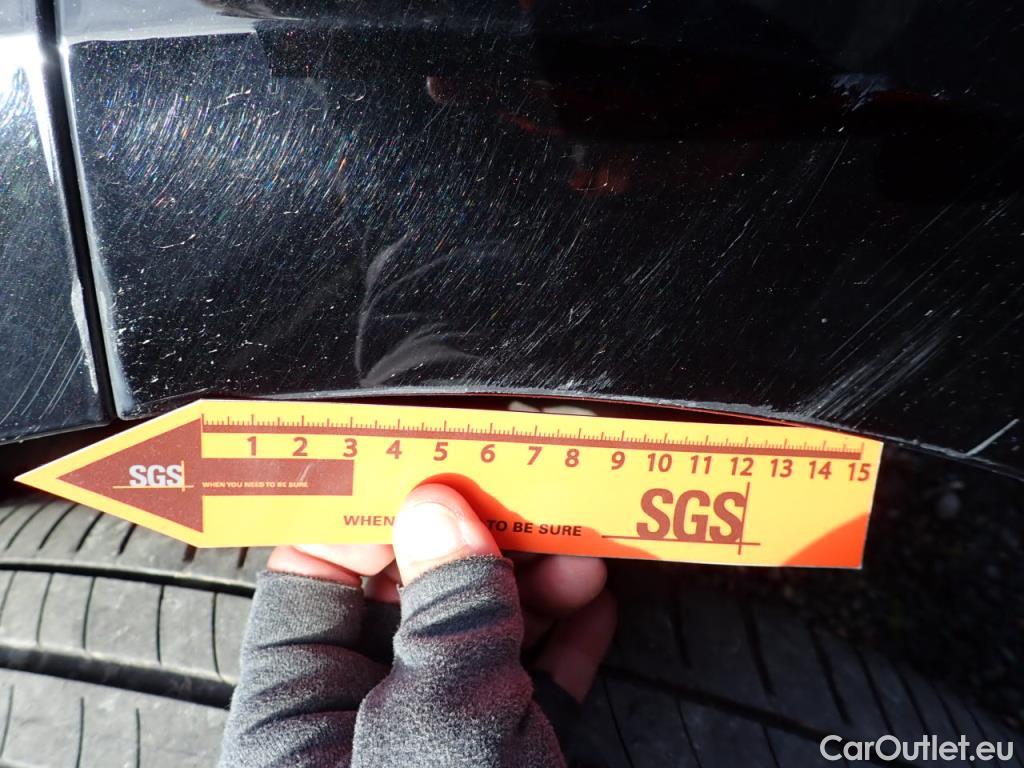 1 2 3 4 5 6 7 8 9 10 11 12 13 14 15
SGS
WHEN YOU NEED TO BE SURE
WHEN TO BE SURE
SGS
CarOutlet.eu